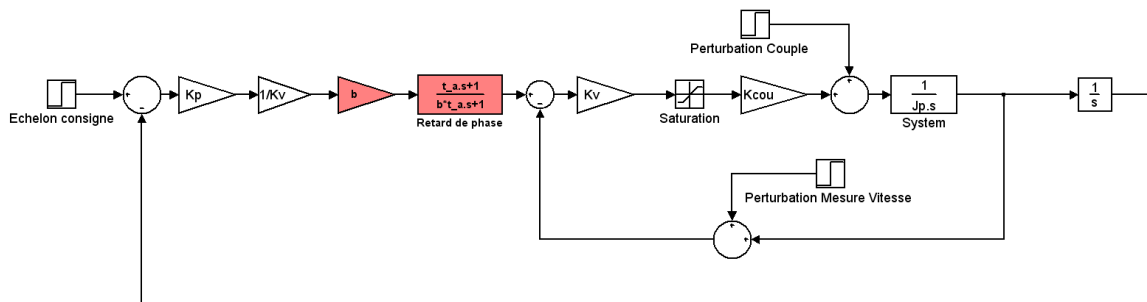 Perturbation Couple
Echelon consigne
-
Kp
1/Kv
b
t_a.s+1
b*t_a.s+1
Retard de phase
+
-
Kv
Saturation
Kcou
+
+
1
Jp.s
System
1
s
Perturbation Mesure Vitesse
+
+